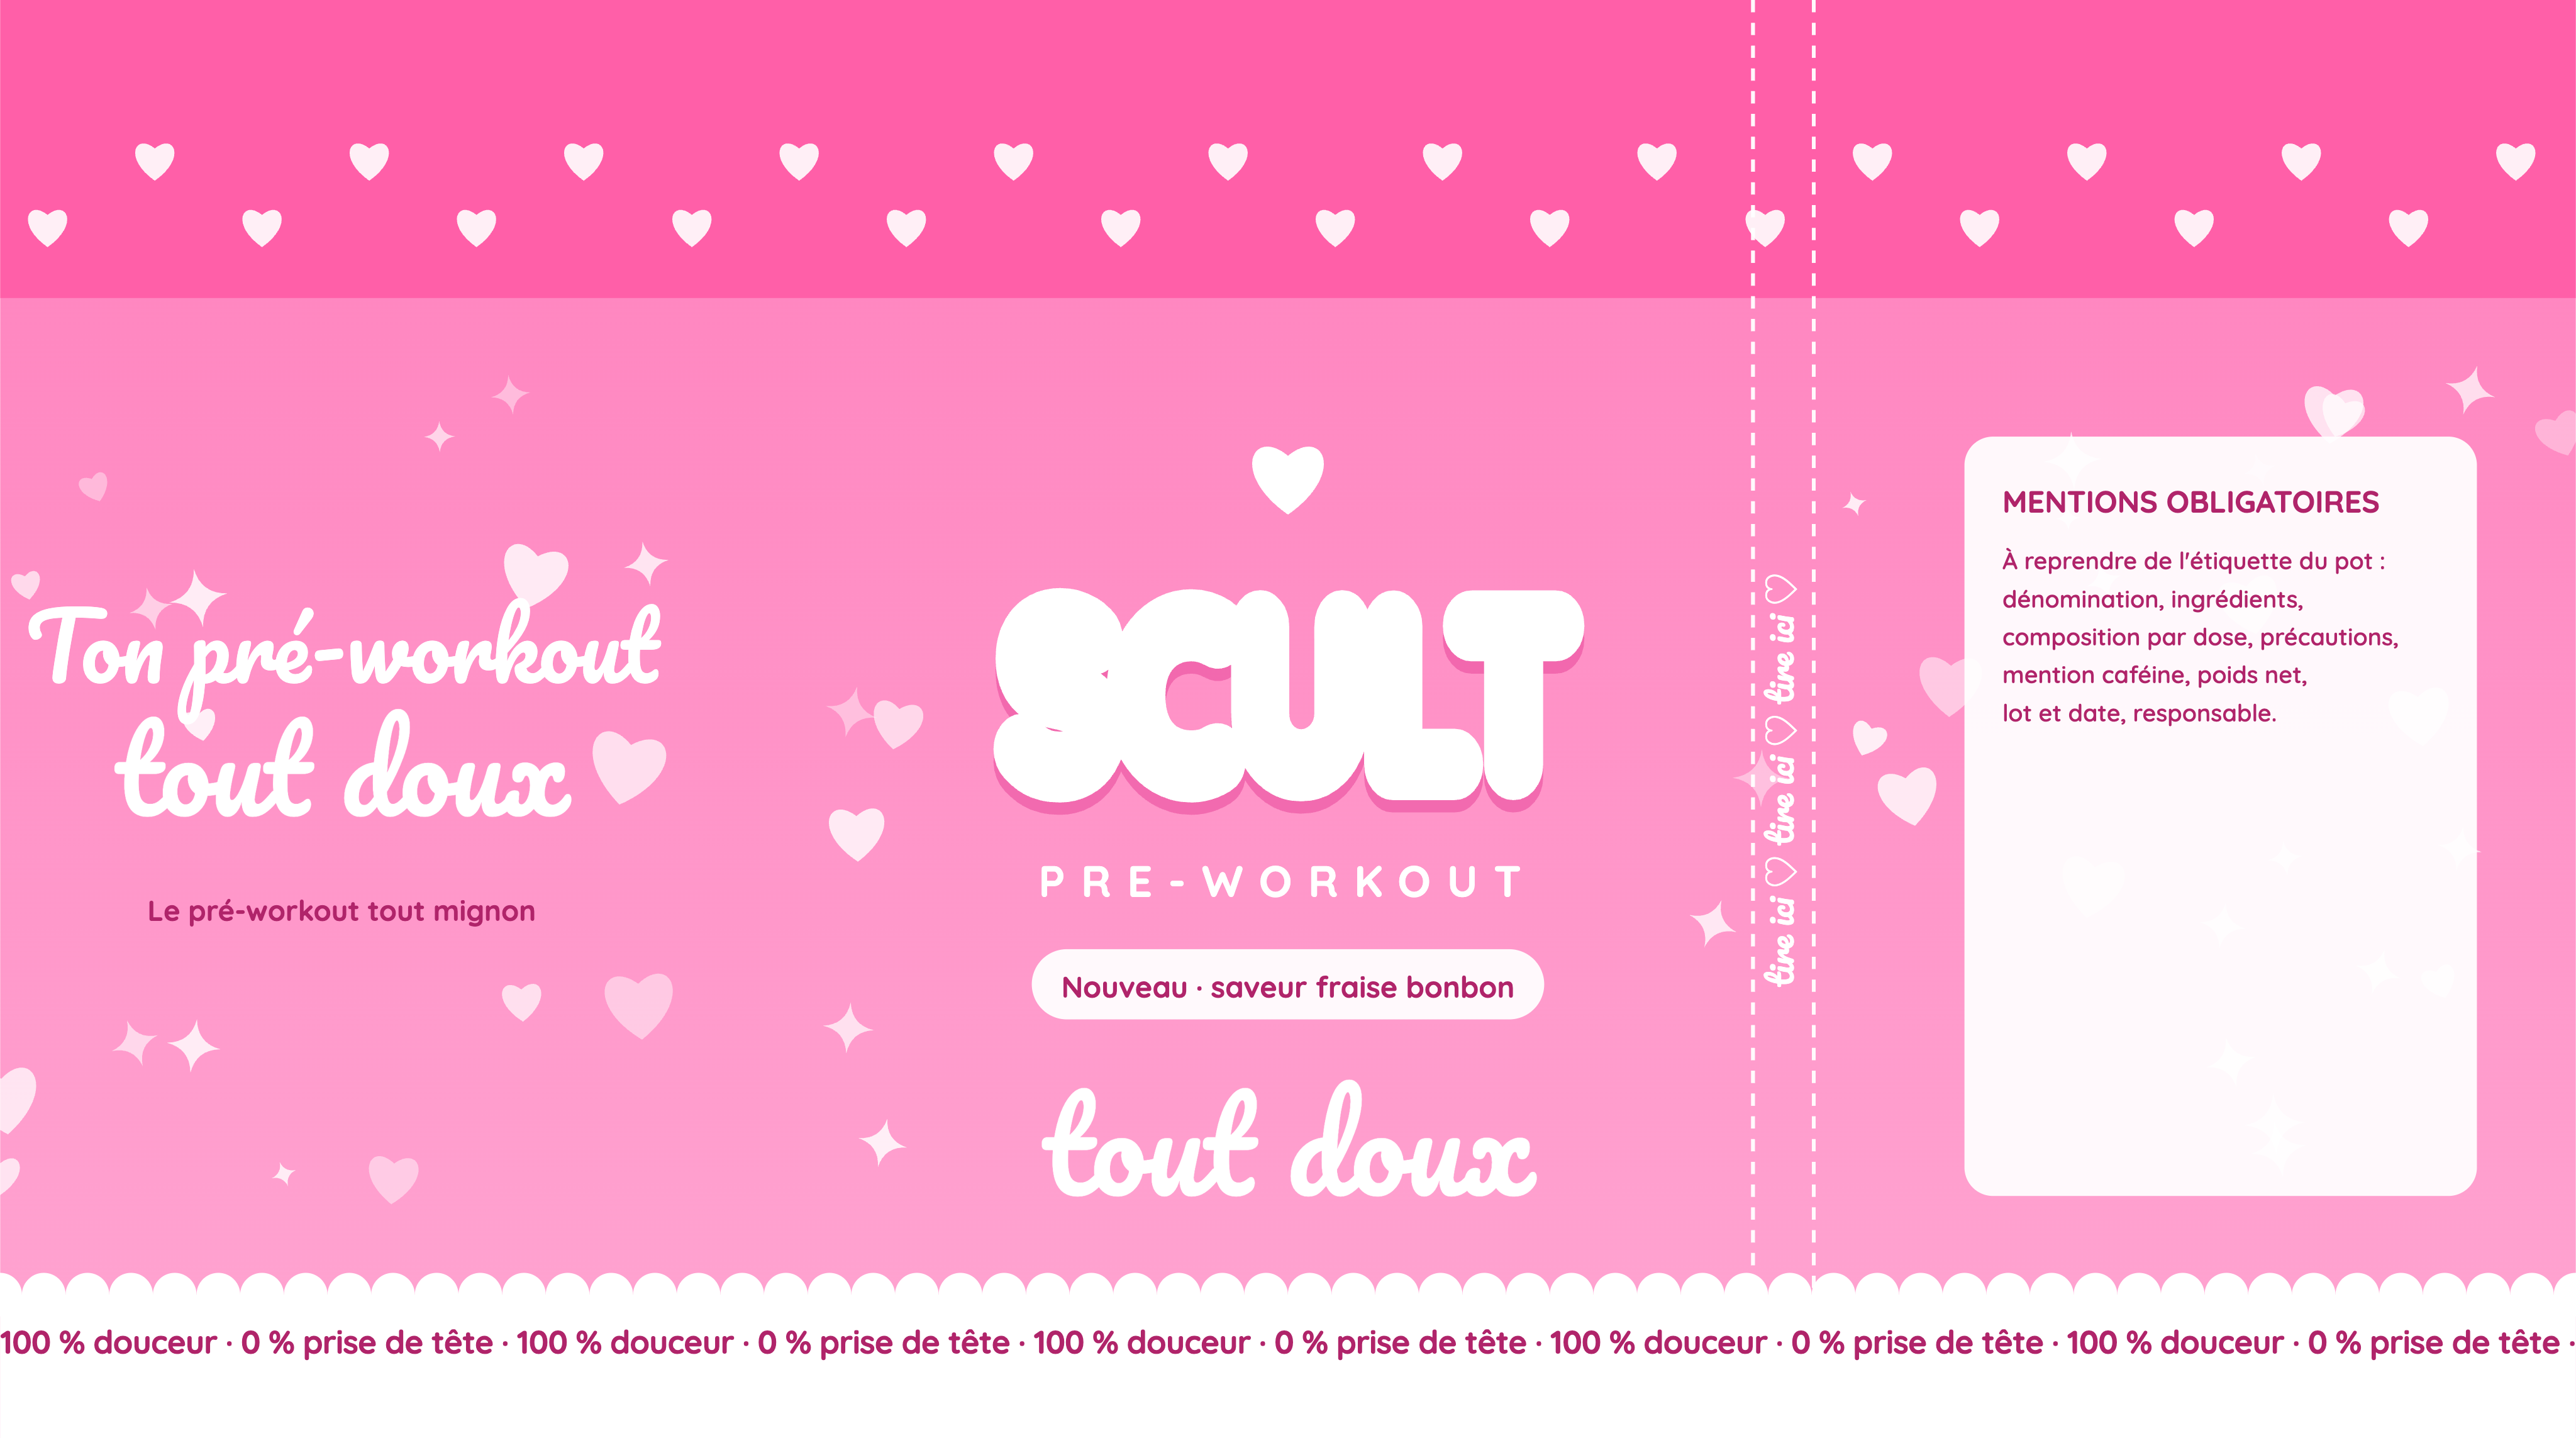 Ton pré-workout
tout doux
Le pré-workout tout mignon
SCULT
PRE-WORKOUT
Nouveau · saveur fraise bonbon
tout doux
tire ici ♡ tire ici ♡ tire ici ♡
MENTIONS OBLIGATOIRES
À reprendre de l'étiquette du pot :
dénomination, ingrédients,
composition par dose, précautions,
mention caféine, poids net,
lot et date, responsable.
100 % douceur · 0 % prise de tête · 100 % douceur · 0 % prise de tête · 100 % douceur · 0 % prise de tête · 100 % douceur · 0 % prise de tête · 100 % douceur · 0 % prise de tête ·